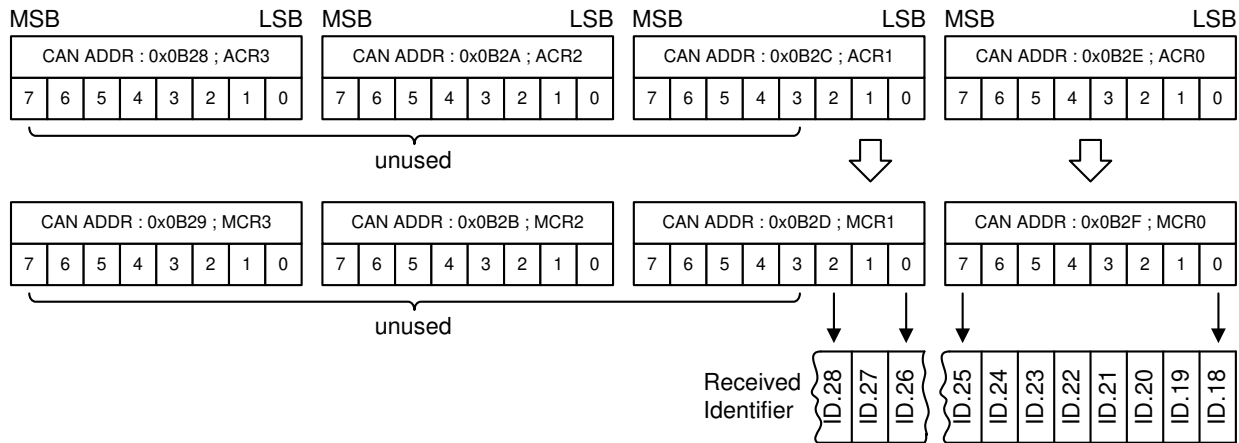 MSB LSB MSB LSB MSB LSB
CAN ADDR : 0x0B28 ; ACR3 CAN ADDR : 0x0B2A ; ACR2 CAN ADDR : 0x0B2C ; ACR1 CAN ADDR : 0x0B2E ; ACR0
7 6 5 4 3 2 1 0 7 6 5 4 3 2 1 0 7 6 5 4 3 2 1 0 7 6 5 4 3 2 1 0
unused
CAN ADDR : 0x0B29 ; MCR3 CAN ADDR : 0x0B2B ; MCR2 CAN ADDR : 0x0B2D ; MCR1 CAN ADDR : 0x0B2F ; MCR0
7 6 5 4 3 2 1 0 7 6 5 4 3 2 1 0 7 6 5 4 3 2 1 0 7 6 5 4 3 2 1 0
unused
Received
Identifier
ID.28 ID.27 ID.26 ID.25 ID.24 ID.23 ID.22 ID.21 ID.20 ID.19 ID.18